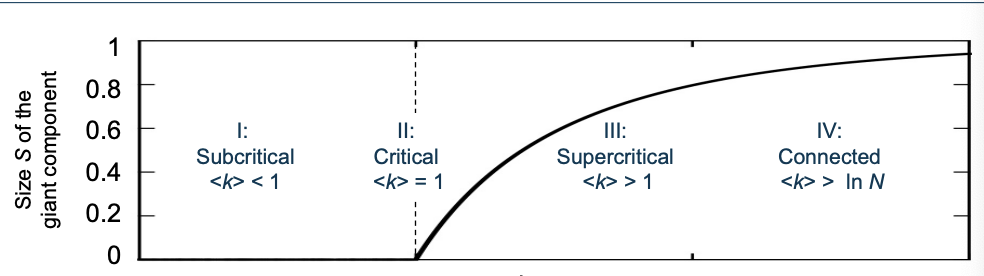 Size S of the
giant component
1
0.8
0.6
0.4
0.2
0
I:
Subcritical
<k> < 1
II:
Critical
<k> = 1
III:
Supercritical
<k> > 1
IV:
Connected
<k> > ln N